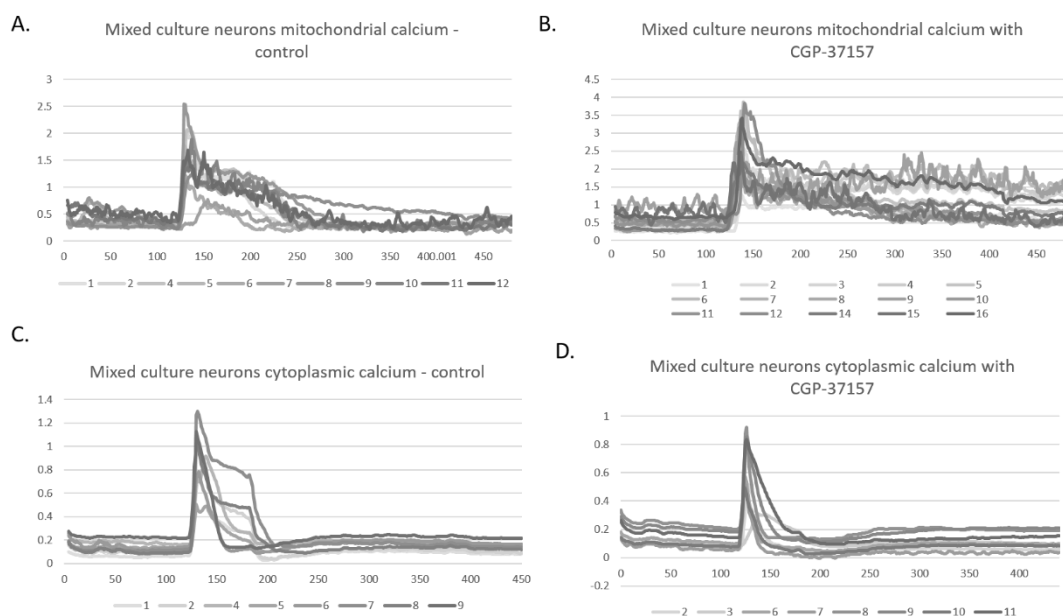 A.
Mixed culture neurons mitochondrial calcium -
control
3
2.5
2
1.5
1
0.5
0
0 50 100 150 200 250 300 350 400.001 450
1 2 4 5 6 7 8 9 10 11 12
B.
Mixed culture neurons mitochondrial calcium with
CGP-37157
4.5
4
3.5
3
2.5
2
1.5
1
0.5
0
0 50 100 150 200 250 300 350 400 450
1 2 3 4 5
6 7 8 9 10
11 12 14 15 16
C.
Mixed culture neurons cytoplasmic calcium - control
1.4
1.2
1
0.8
0.6
0.4
0.2
0
0 50 100 150 200 250 300 350 400 450
1 2 4 5 6 7 8 9
D.
Mixed culture neurons cytoplasmic calcium with
CGP-37157
1
0.8
0.6
0.4
0.2
0
-0.2
0 50 100 150 200 250 300 350 400
2 3 6 7 8 9 10 11